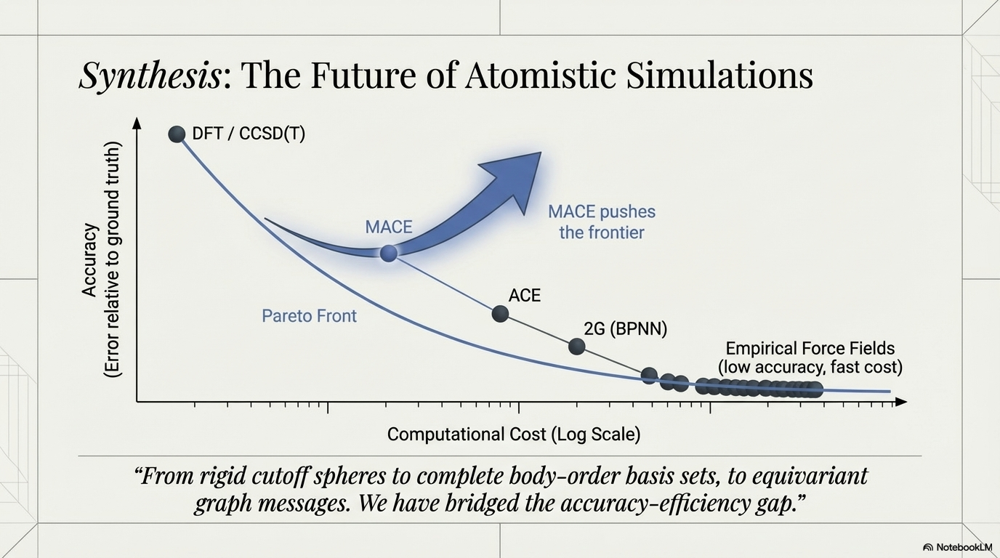 Synthesis: The Future of Atomistic Simulations
Accuracy
(Error relative to ground truth)
DFT / CCSD(T)
MACE
MACE pushes
the frontier
Pareto Front
ACE
2G (BPNN)
Empirical Force Fields
(low accuracy, fast cost)
Computational Cost (Log Scale)
“From rigid cutoff spheres to complete body-order basis sets, to equivariant
graph messages. We have bridged the accuracy-efficiency gap.”
NotebookLM